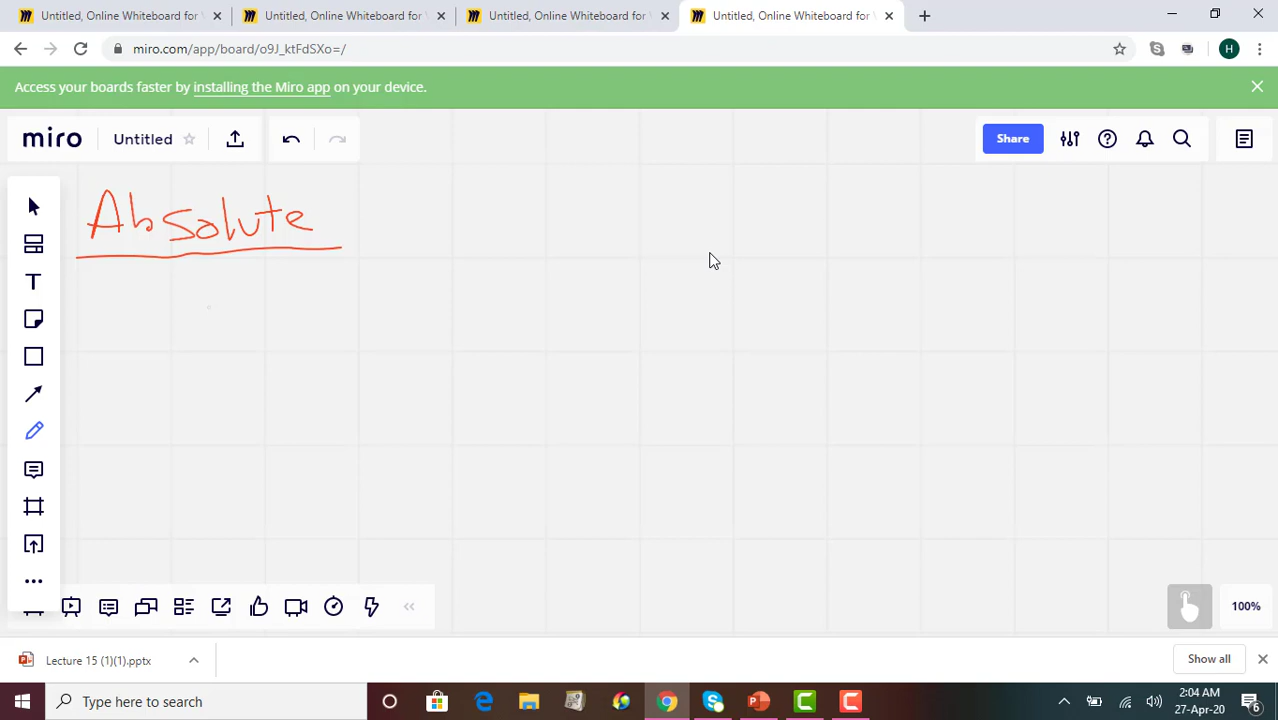 Untitled, Online Whiteboard for V
Untitled, Online Whiteboard for V
Untitled, Online Whiteboard for V
Untitled, Online Whiteboard for V
miro.com/app/board/o9J_ktFdSXo=/
H
Access your boards faster by installing the Miro app on your device.
miro
Untitled
Share
Absolute
T
100%
Lecture 15 (1)(1).pptx
Show all
Type here to search
2:04 AM
27-Apr-20
6